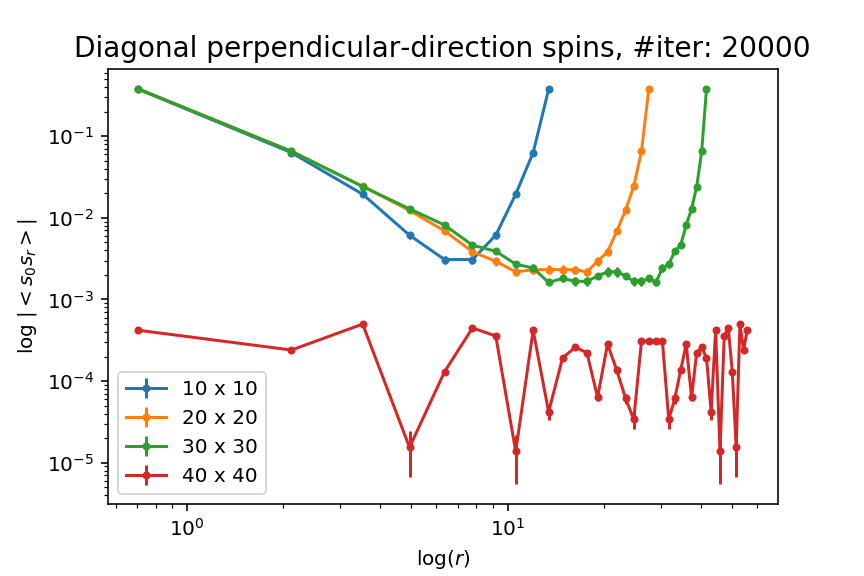 Diagonal perpendicular-direction spins, #iter: 20000
log | < s₀sᵣ > |
10⁻¹
10⁻²
10⁻³
10⁻⁴
10⁻⁵
10 x 10
20 x 20
30 x 30
40 x 40
10⁰
10¹
log(r)